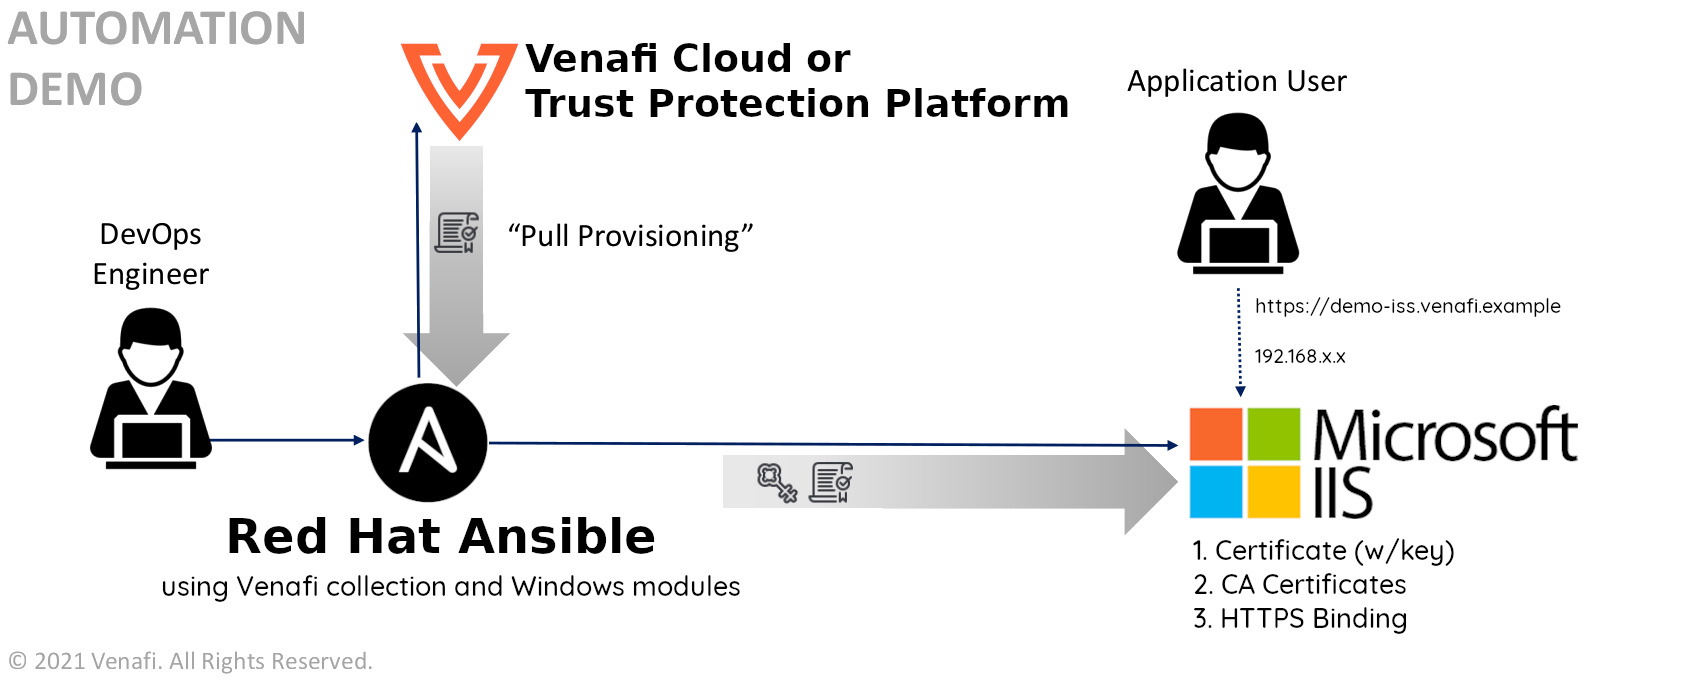 AUTOMATION
DEMO
Venafi Cloud or
Trust Protection Platform
Application User
DevOps
Engineer
“Pull Provisioning”
https://demo-iss.venafi.example
192.168.x.x
Microsoft
IIS
Red Hat Ansible
using Venafi collection and Windows modules
1. Certificate (w/key)
2. CA Certificates
3. HTTPS Binding
© 2021 Venafi. All Rights Reserved.